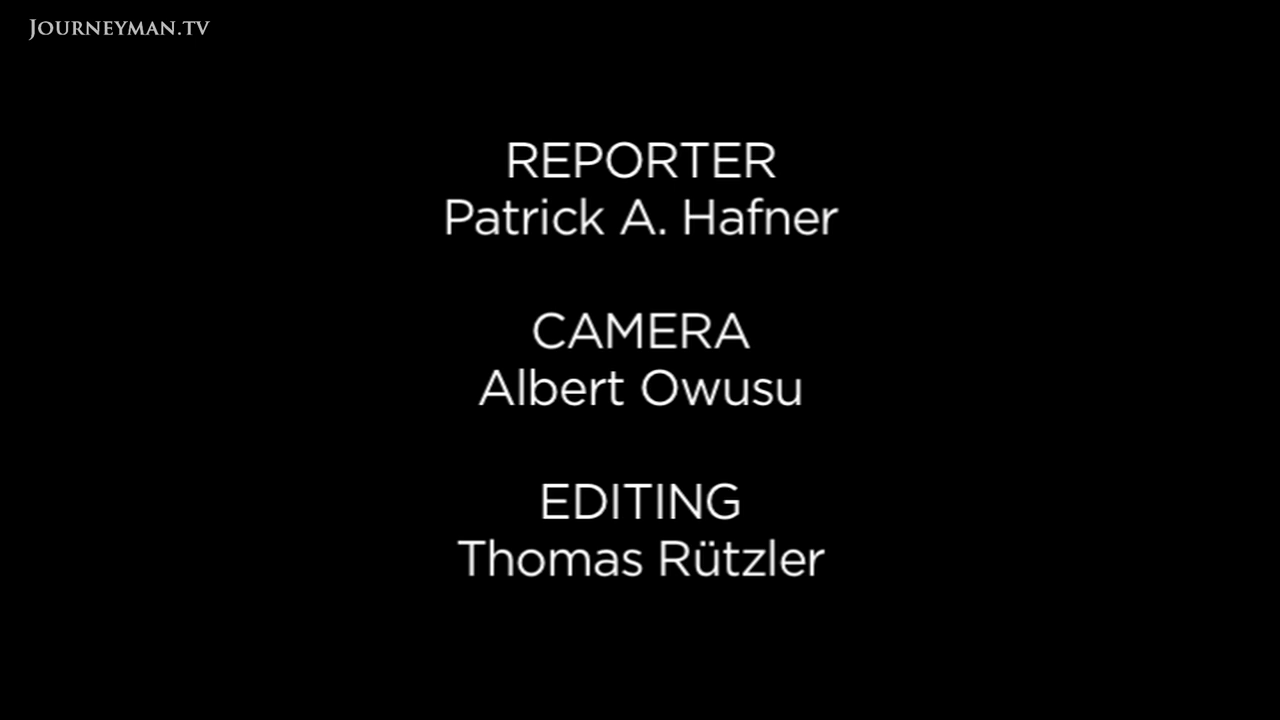 JOURNEYMAN.TV
REPORTER
Patrick A. Hafner
CAMERA
Albert Owusu
EDITING
Thomas Rützler